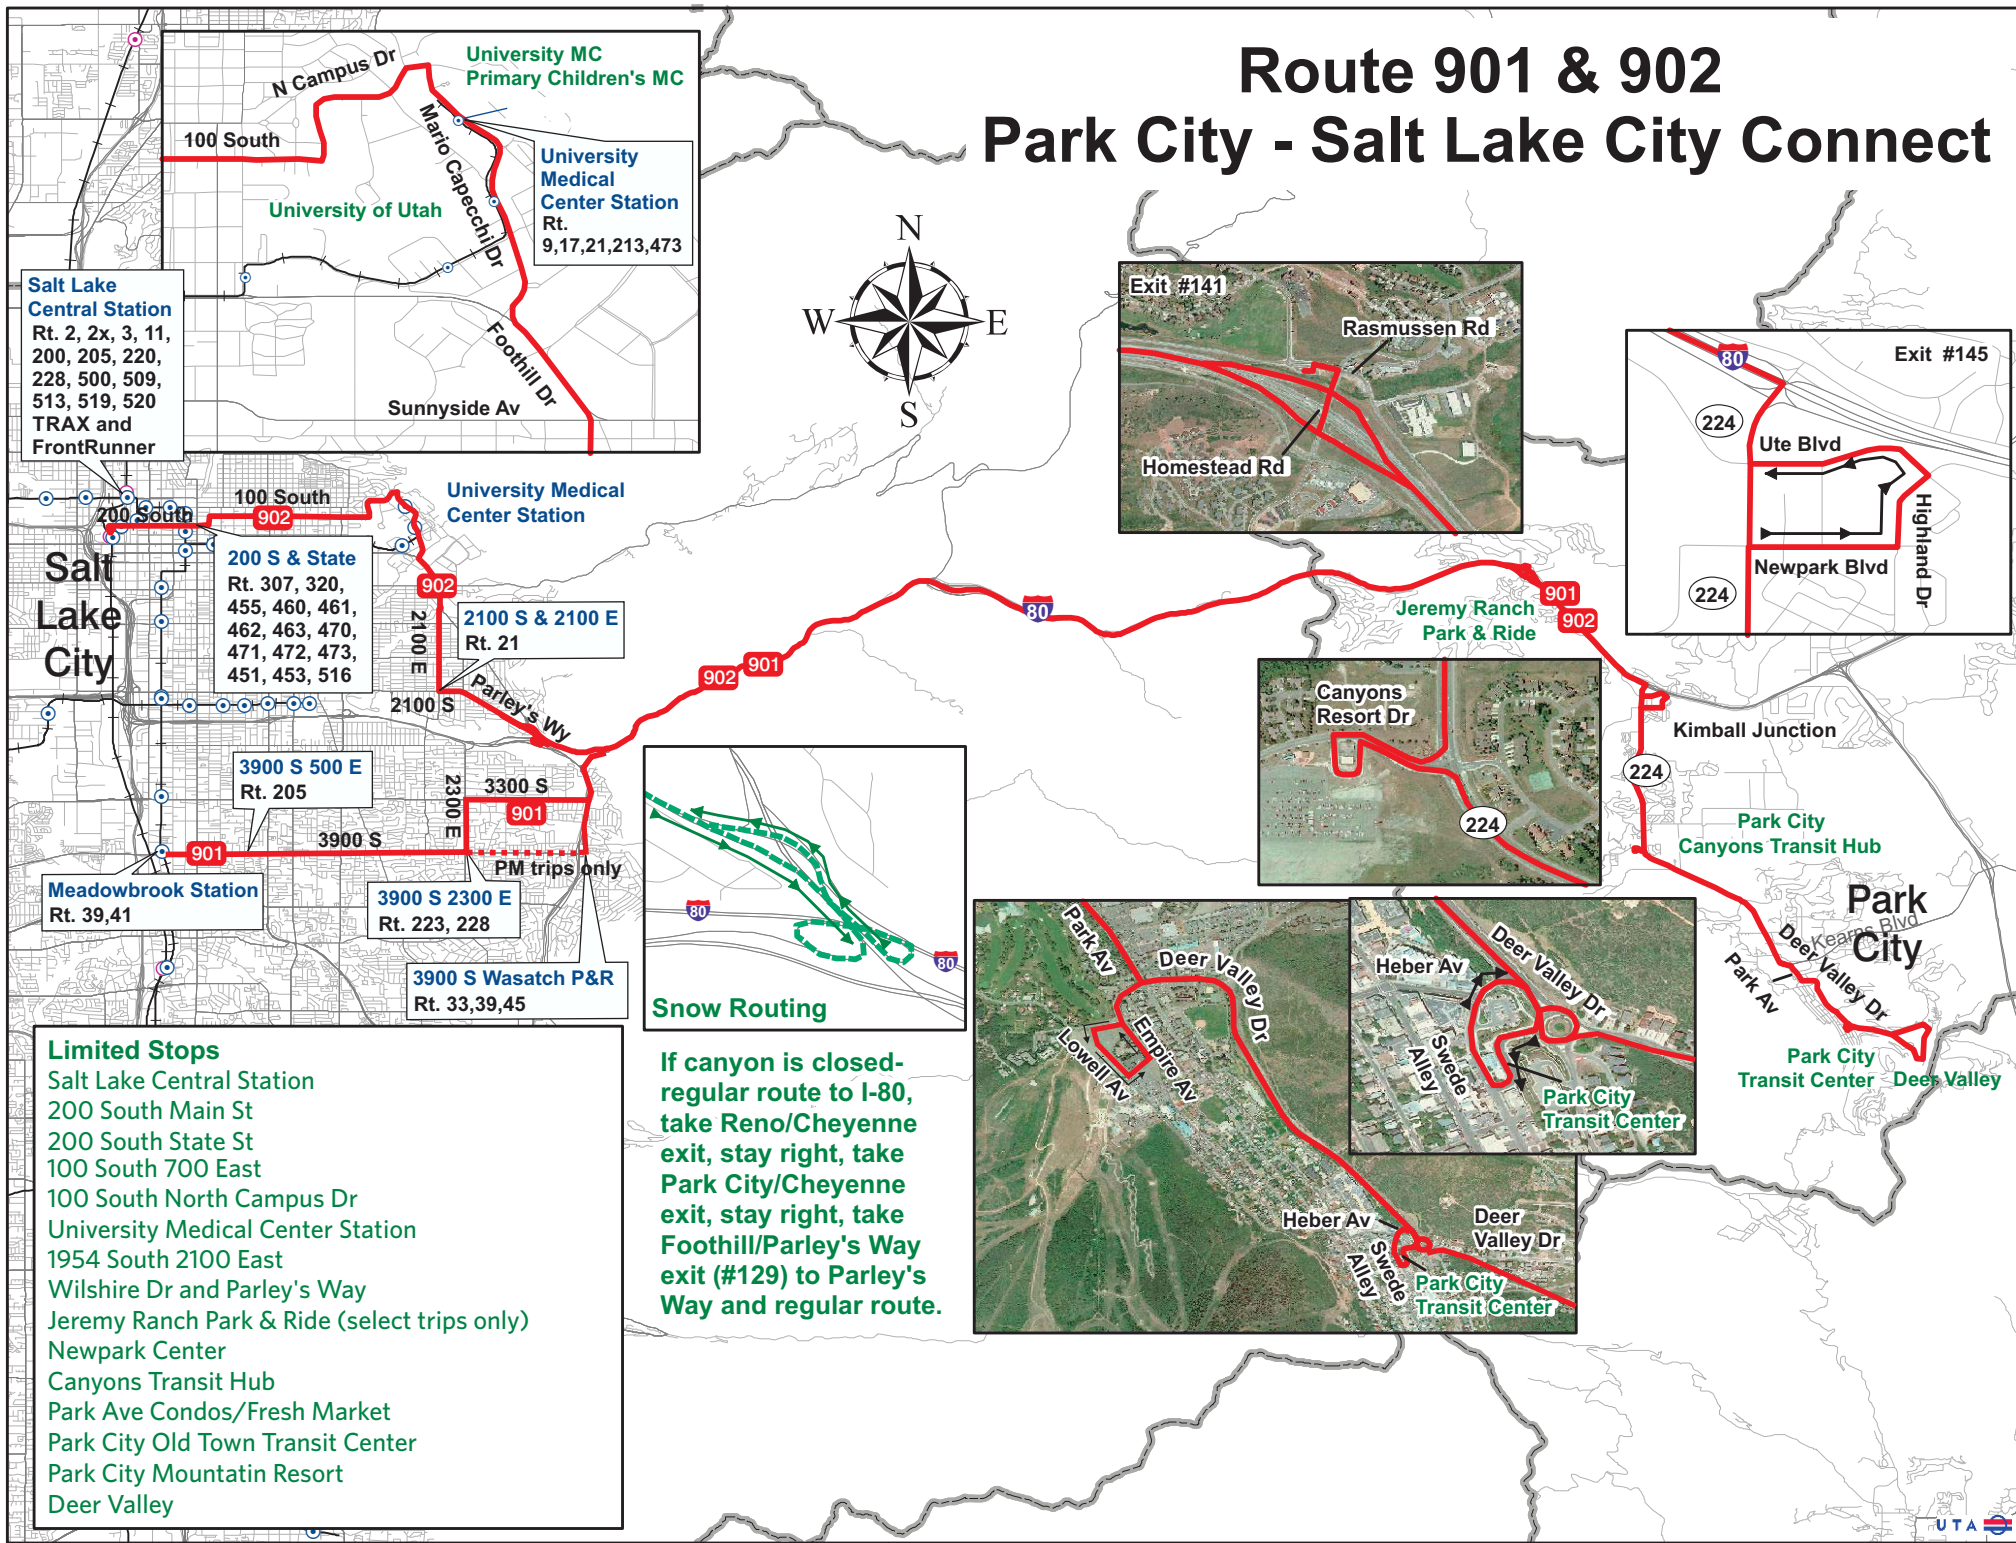 Route 901 & 902
Park City - Salt Lake City Connect
N Campus Dr
University MC
Primary Children's MC
100 South
Mario Capecchi Dr
University
Medical
Center Station
Rt.
9,17,21,213,473
University of Utah
Foothill Dr
Sunnyside Av
Salt Lake
Central Station
Rt. 2, 2x, 3, 11,
200, 205, 220,
228, 500, 509,
513, 519, 520
TRAX and
FrontRunner
N
W
E
S
Exit #141
Rasmussen Rd
Homestead Rd
80
Exit #145
224
Ute Blvd
Highland Dr
Newpark Blvd
224
100 South
902
200 South
University Medical
Center Station
Salt
Lake
City
200 S & State
Rt. 307, 320,
455, 460, 461,
462, 463, 470,
471, 472, 473,
451, 453, 516
902
2100 E
2100 S & 2100 E
Rt. 21
2100 S
Parley's Wy
902
901
80
Jeremy Ranch
Park & Ride
901
902
Kimball Junction
224
Canyons
Resort Dr
224
Park City
Canyons Transit Hub
Park
City
Kearns Blvd
Deer Valley Dr
Park Av
Park City
Transit Center
Deer Valley
3900 S 500 E
Rt. 205
2300 E
3300 S
901
901
3900 S
PM trips only
Meadowbrook Station
Rt. 39,41
3900 S 2300 E
Rt. 223, 228
3900 S Wasatch P&R
Rt. 33,39,45
80
80
Snow Routing
If canyon is closed-
regular route to I-80,
take Reno/Cheyenne
exit, stay right, take
Park City/Cheyenne
exit, stay right, take
Foothill/Parley's Way
exit (#129) to Parley's
Way and regular route.
Park Av
Deer Valley Dr
Lowell Av
Empire Av
Heber Av
Swede
Alley
Deer
Valley Dr
Park City
Transit Center
Heber Av
Deer Valley Dr
Swede
Alley
Park City
Transit Center
Limited Stops
Salt Lake Central Station
200 South Main St
200 South State St
100 South 700 East
100 South North Campus Dr
University Medical Center Station
1954 South 2100 East
Wilshire Dr and Parley's Way
Jeremy Ranch Park & Ride (select trips only)
Newpark Center
Canyons Transit Hub
Park Ave Condos/Fresh Market
Park City Old Town Transit Center
Park City Mountatin Resort
Deer Valley
UTA